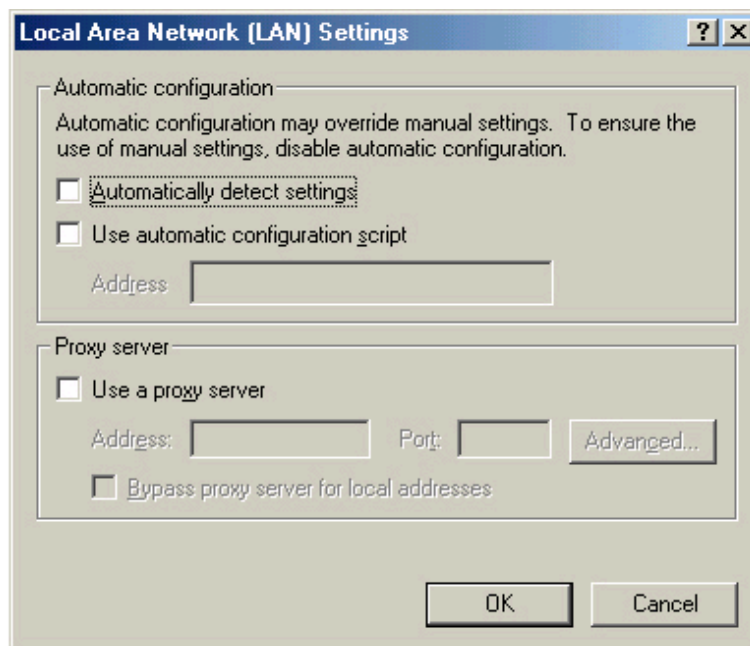 Local Area Network (LAN) Settings
Automatic configuration
Automatic configuration may override manual settings. To ensure the
use of manual settings, disable automatic configuration.
Automatically detect settings
Use automatic configuration script
Address
Proxy server
Use a proxy server
Address: Port: Advanced...
Bypass proxy server for local addresses
OK Cancel